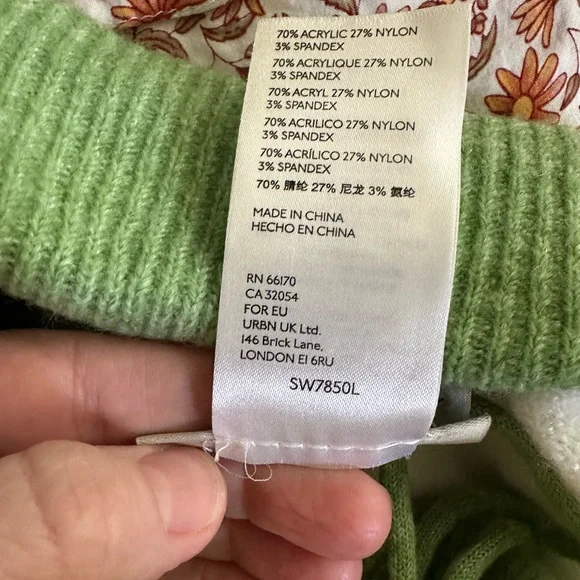 70% ACRYLIC 27% NYLON
3% SPANDEX
70% ACRYLIQUE 27% NYLON
3% SPANDEX
70% ACRYL 27% NYLON
3% SPANDEX
70% ACRILICO 27% NYLON
3% SPANDEX
70% ACRÍLICO 27% NYLON
3% SPANDEX
70% 腈纶 27% 尼龙 3% 氨纶
MADE IN CHINA
HECHO EN CHINA
RN 66170
CA 32054
FOR EU
URBN UK Ltd.
146 Brick Lane,
LONDON E1 6RU
SW7850L